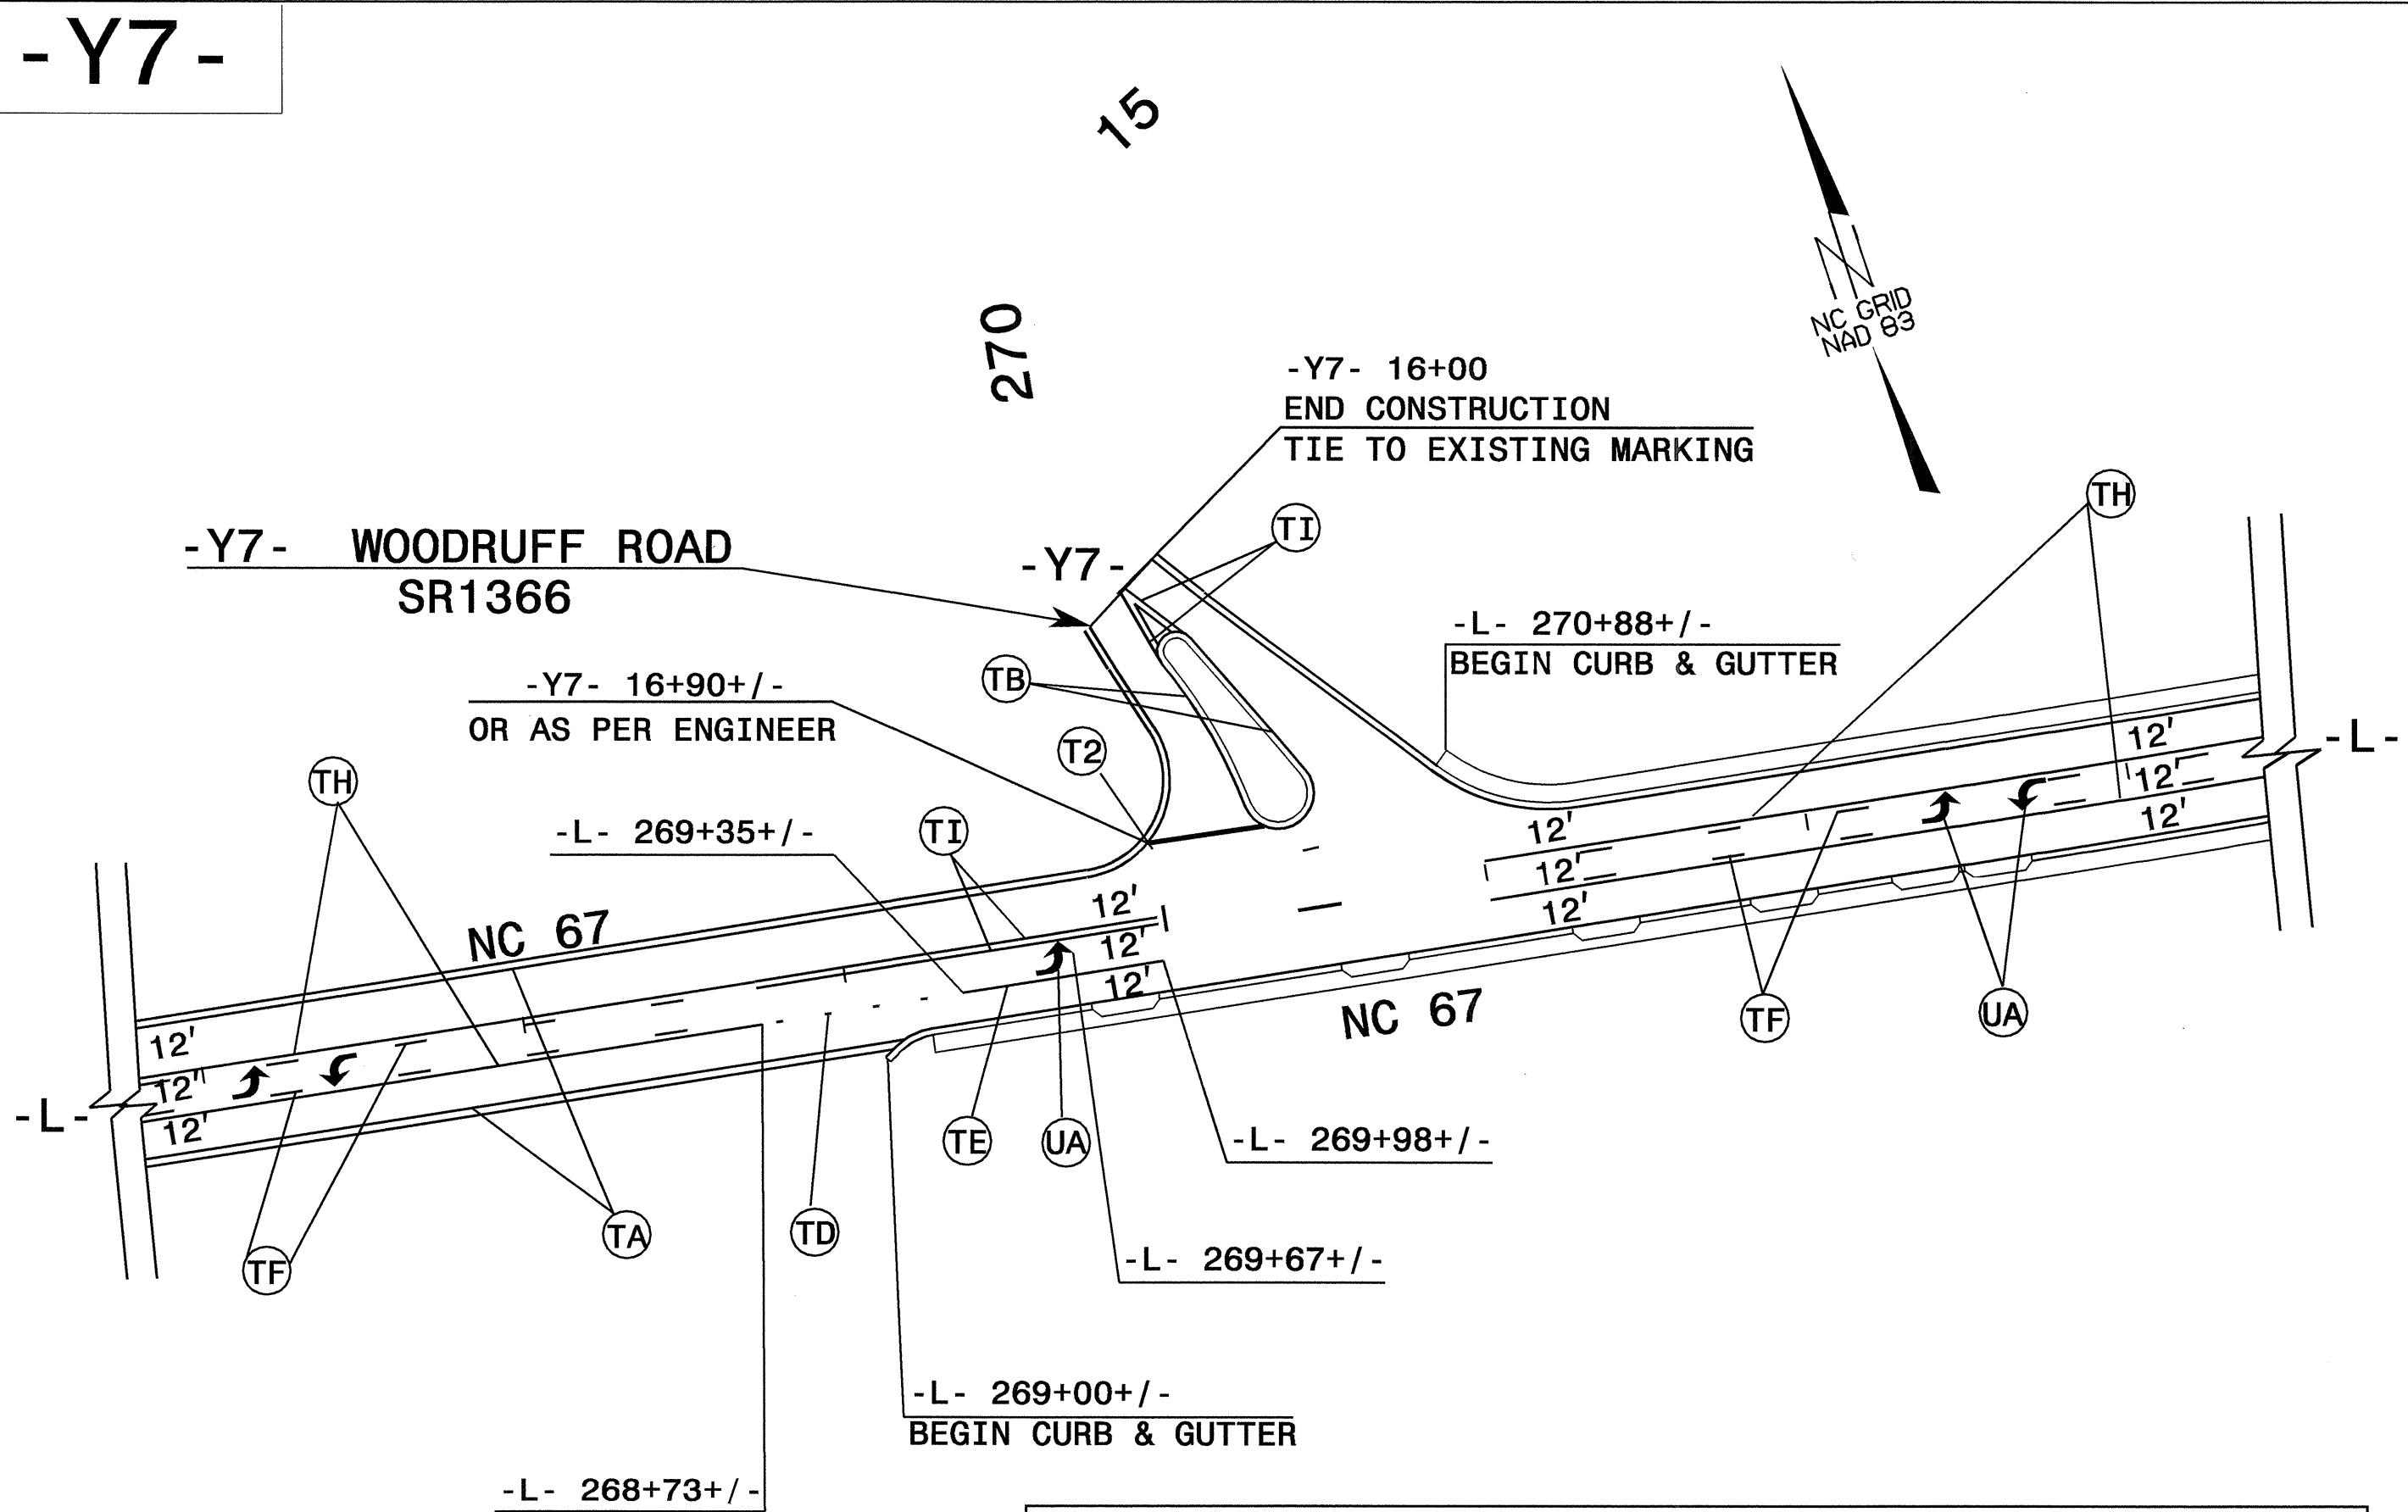 -Y7-
15
270
NC GRID
NAD 83
-Y7- 16+00
END CONSTRUCTION
TIE TO EXISTING MARKING
TI
TH
-Y7- WOODRUFF ROAD
SR1366
-Y7-
-L- 270+88+/-
BEGIN CURB & GUTTER
TB
-Y7- 16+90+/-
OR AS PER ENGINEER
T2
TH
-L- 269+35+/-
TI
12'
12'
12'
-L-
12'
12'
12'
12'
12'
12'
NC 67
NC 67
TF
UA
12'
12'
12'
-L-
TE
UA
-L- 269+98+/-
TF
TA
TD
-L- 269+67+/-
-L- 269+00+/-
BEGIN CURB & GUTTER
-L- 268+73+/-